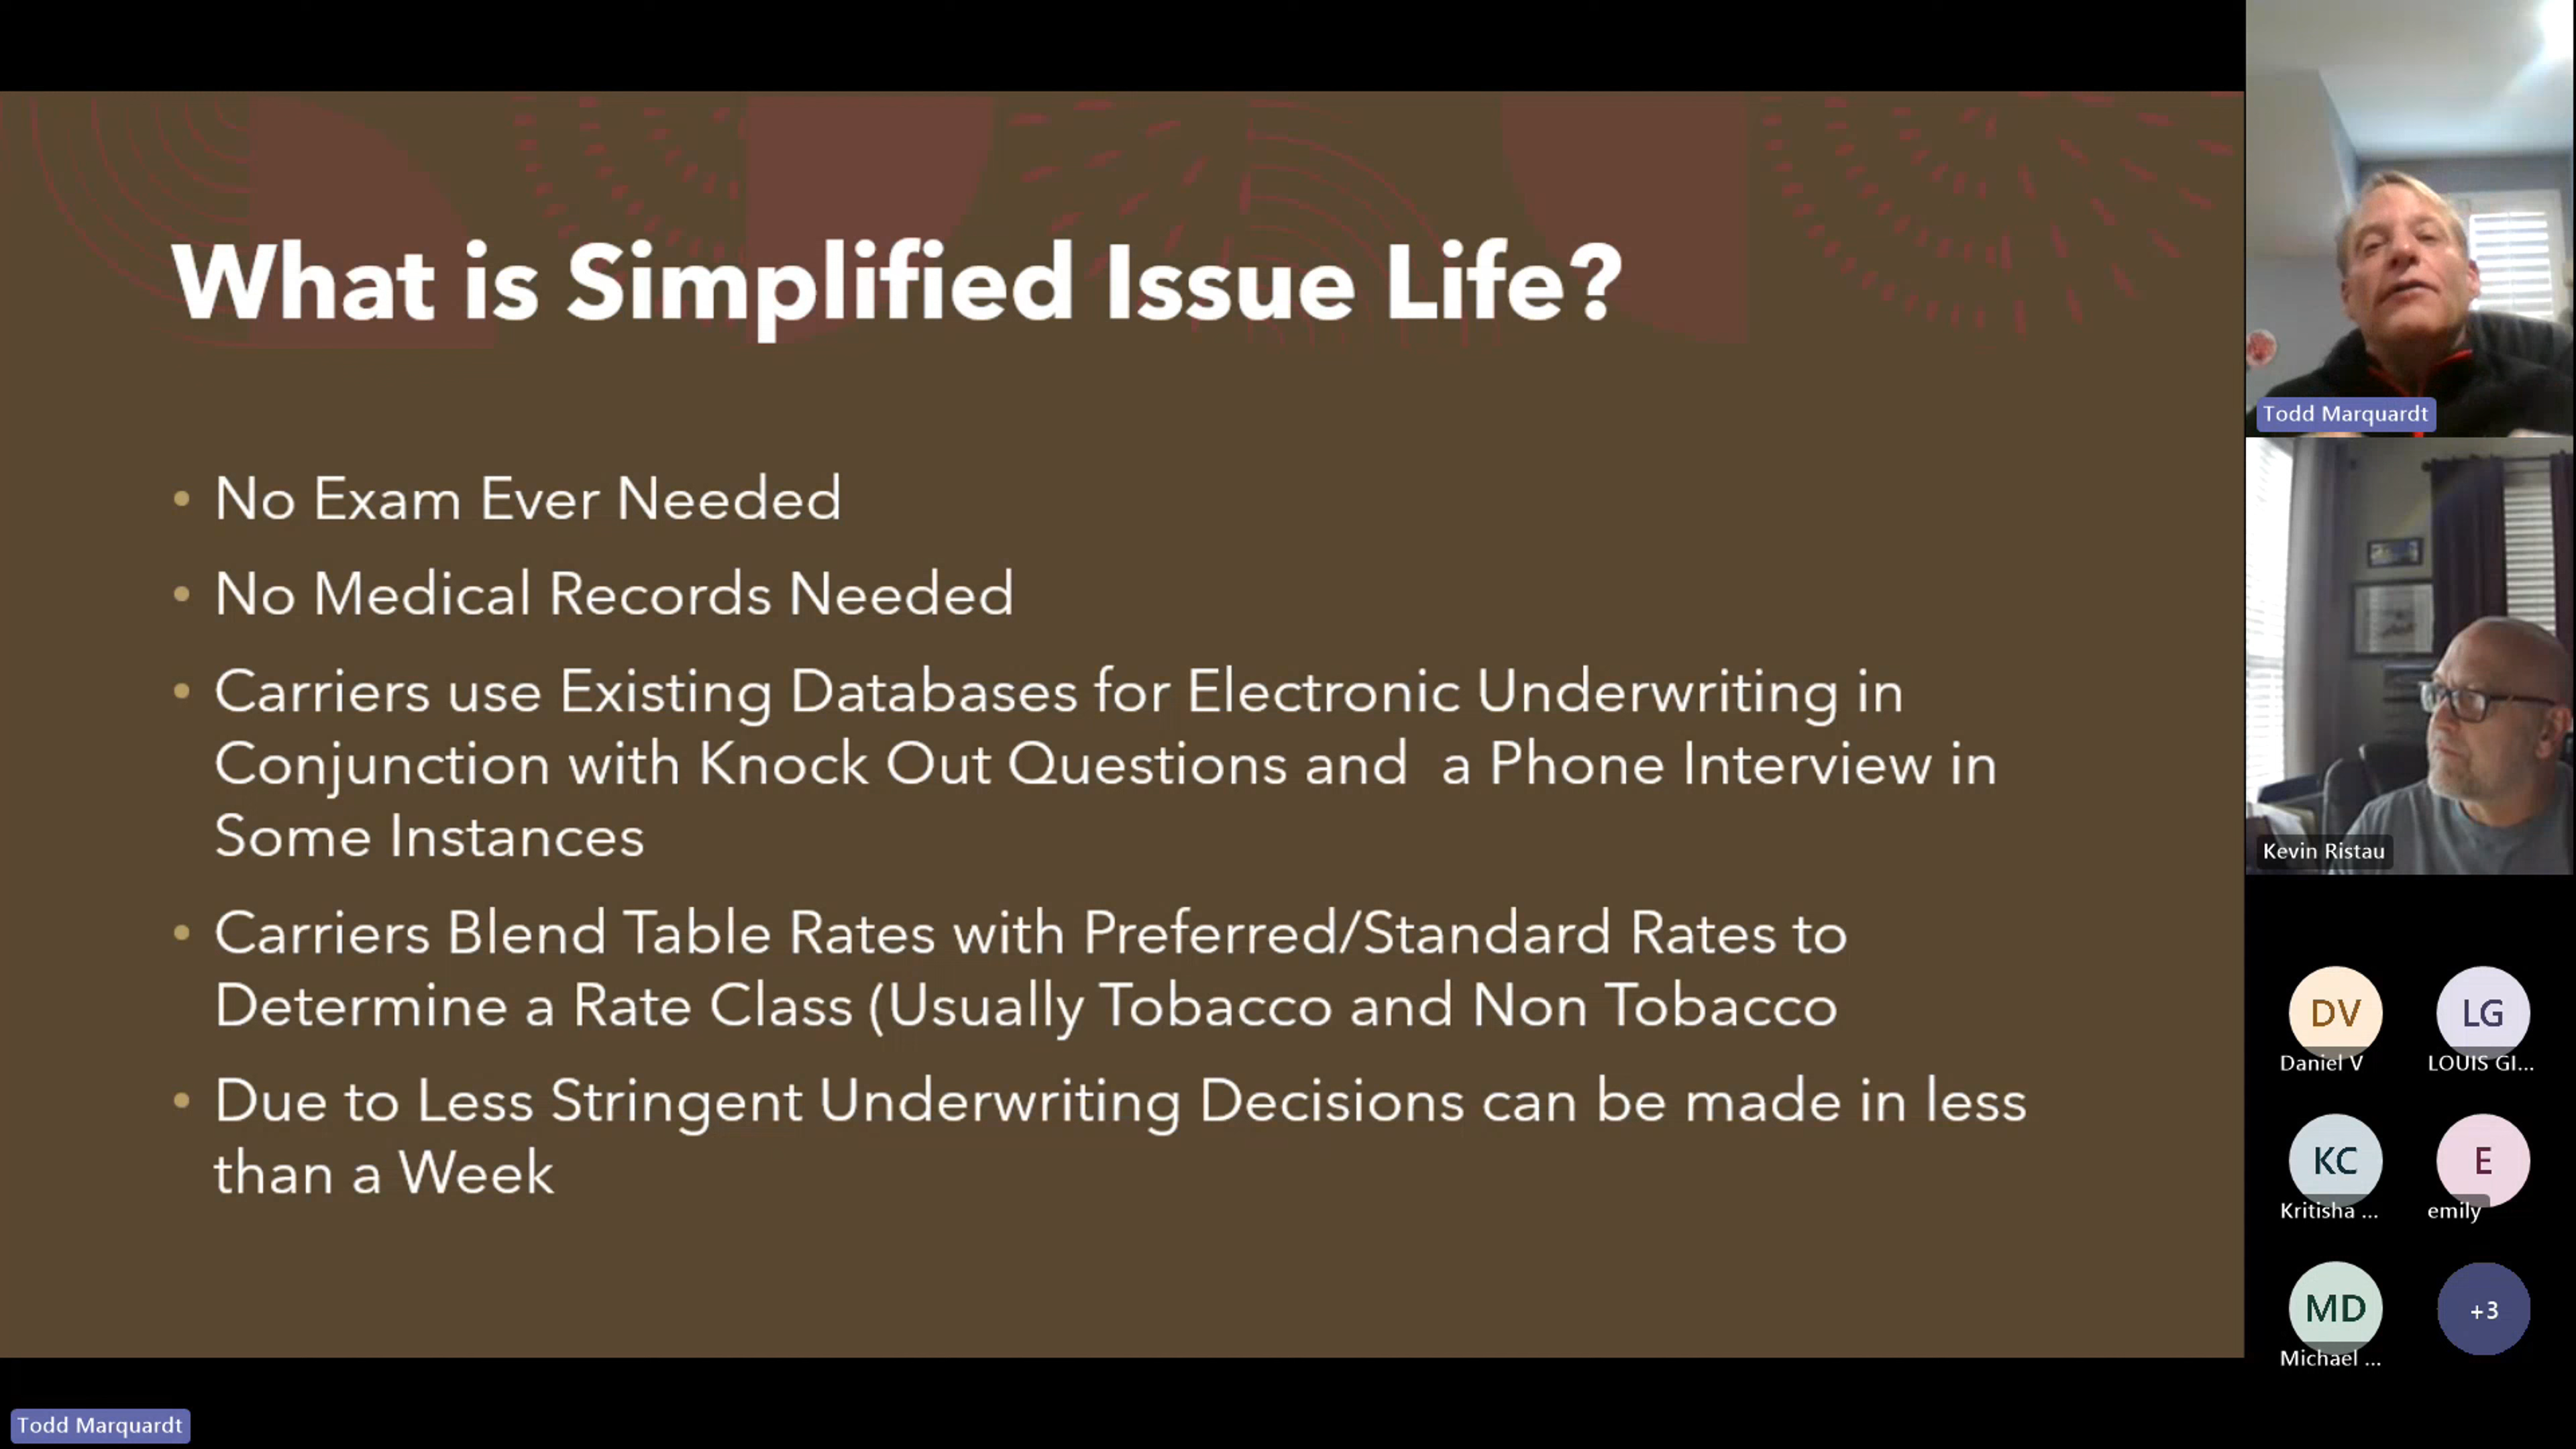 What is Simplified Issue Life?
• No Exam Ever Needed
• No Medical Records Needed
• Carriers use Existing Databases for Electronic Underwriting in
Conjunction with Knock Out Questions and  a Phone Interview in
Some Instances
• Carriers Blend Table Rates with Preferred/Standard Rates to
Determine a Rate Class (Usually Tobacco and Non Tobacco
• Due to Less Stringent Underwriting Decisions can be made in less
than a Week
Todd Marquardt
Kevin Ristau
DV
Daniel V
LG
LOUIS GI...
KC
Kritisha ...
E
emily
MD
Michael ...
+3
Todd Marquardt